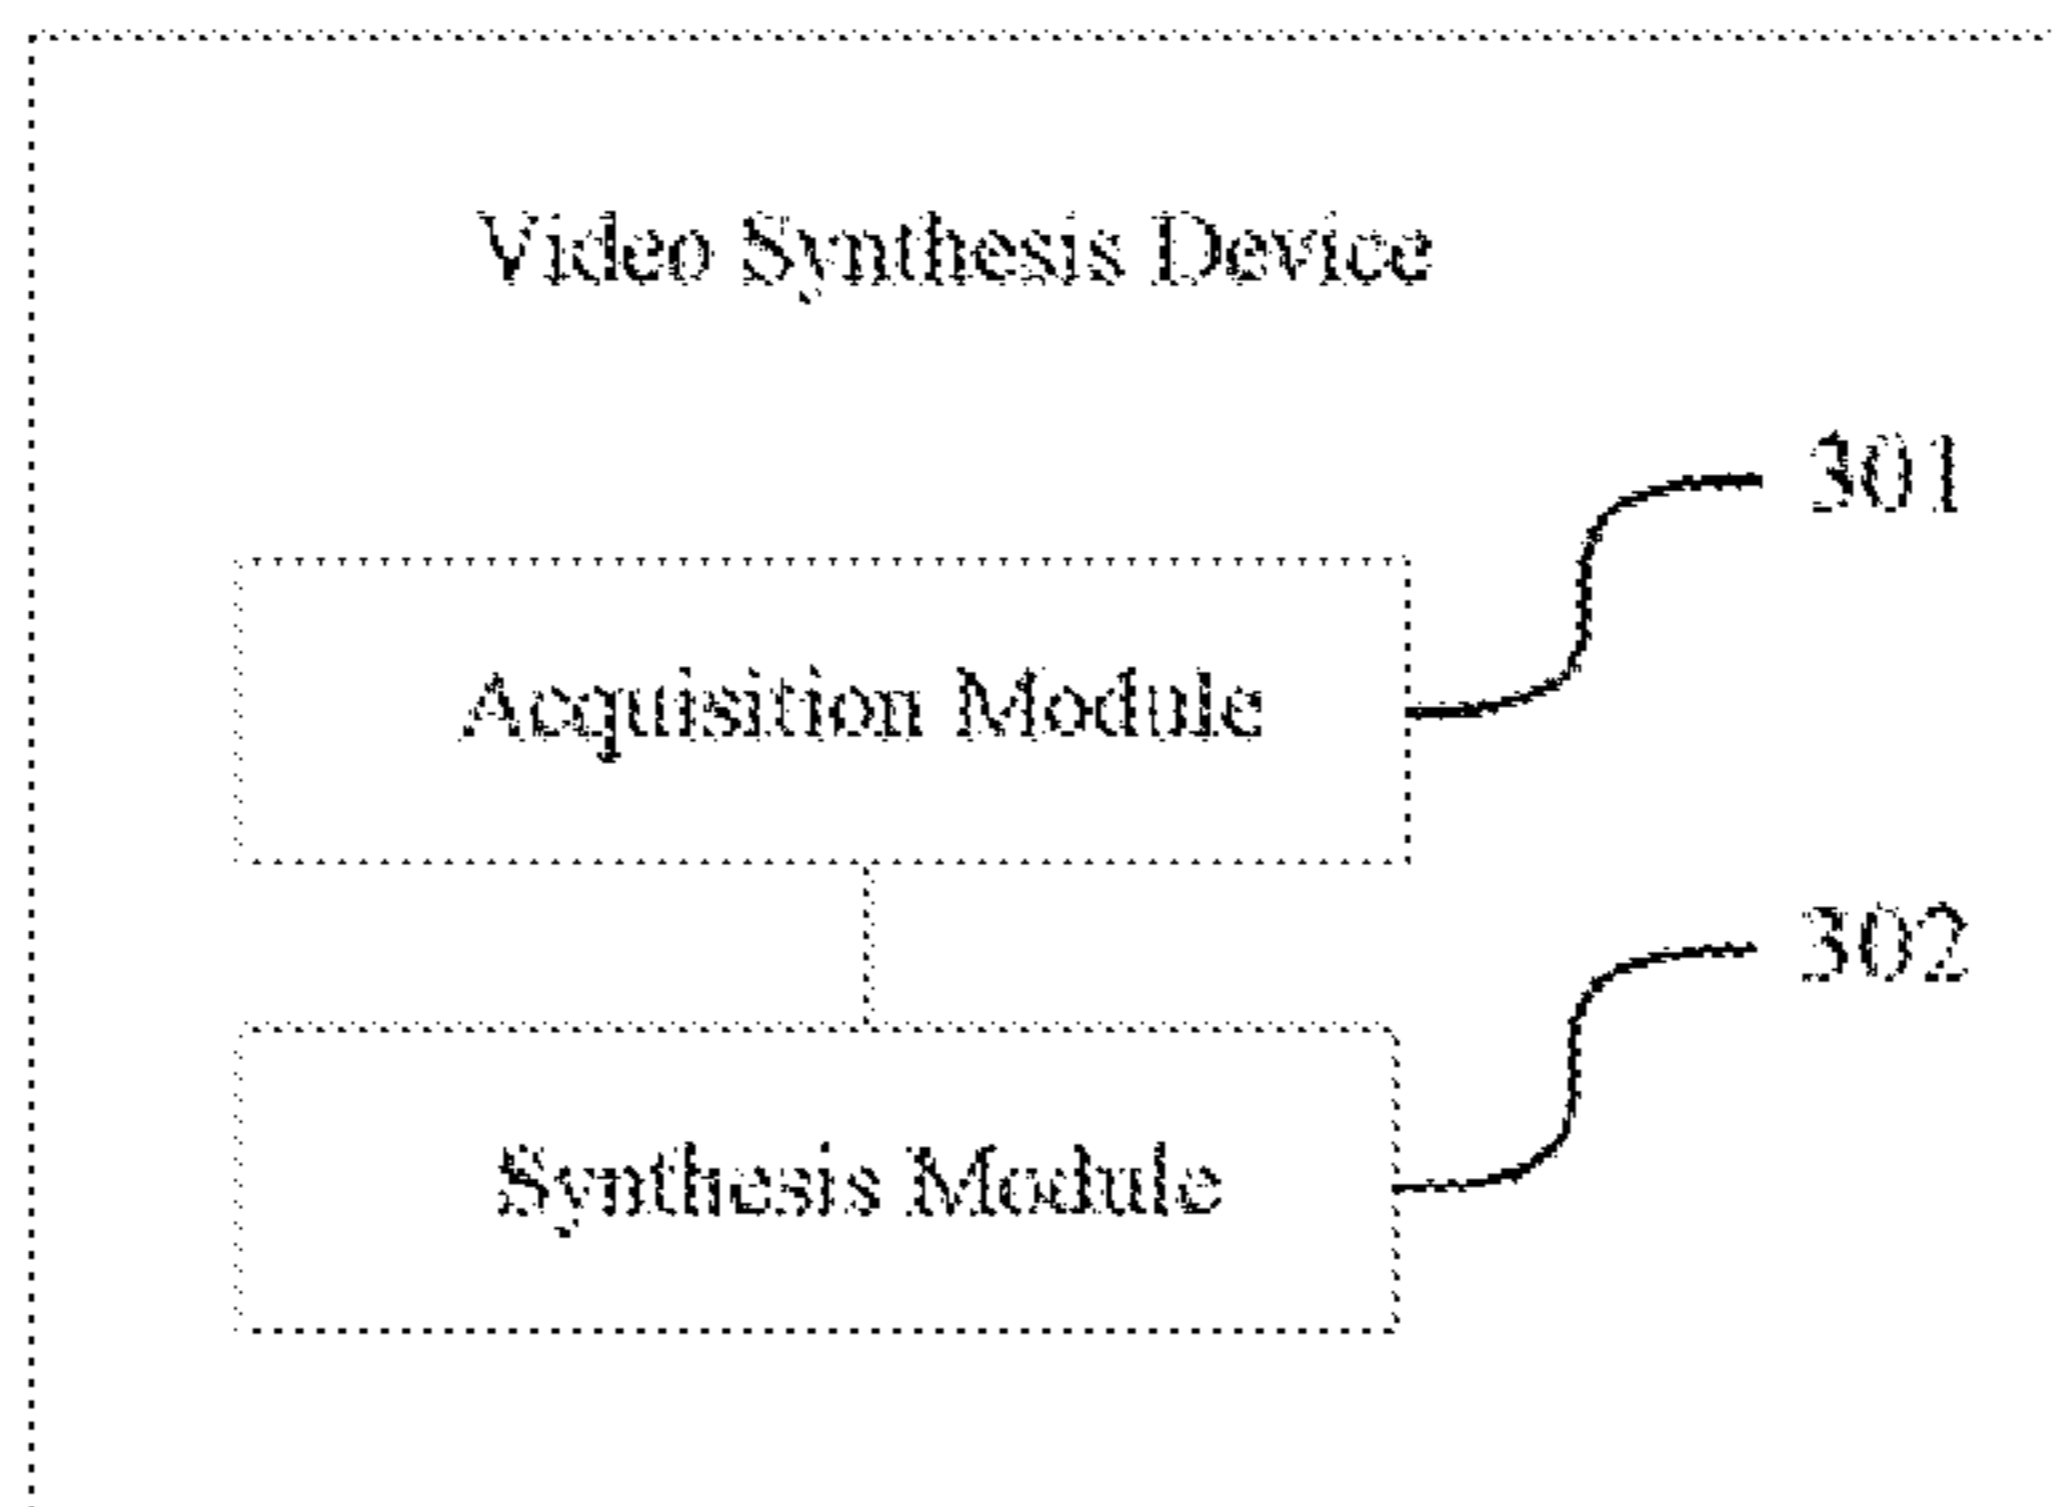 Video Synthesis Device
301
Acquisition Module
302
Synthesis Module